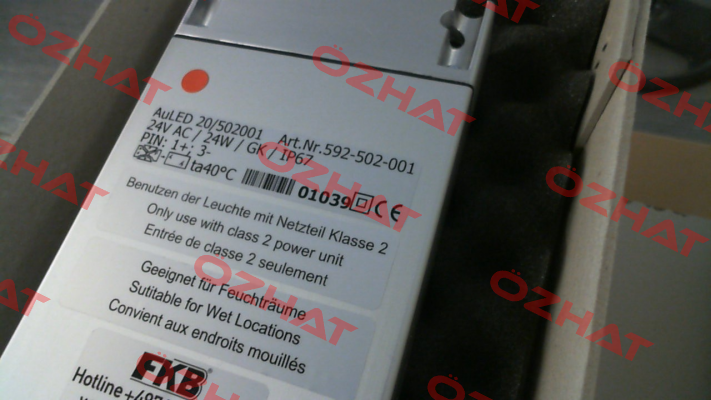 AuLED 20/502001 Art.Nr.592-502-001
24V AC / 24W / GK / IP67
PIN: 1+; 3-
ta40°C 01039 CE
Benutzen der Leuchte mit Netzteil Klasse 2
Only use with class 2 power unit
Entrée de classe 2 seulement
Geeignet für Feuchträume
Sutitable for Wet Locations
Convient aux endroits mouillés
FKB
Hotline
ÖZHAT
ÖZHAT
ÖZHAT
ÖZHAT
ÖZHAT
ÖZHAT
ÖZHAT
ÖZHAT